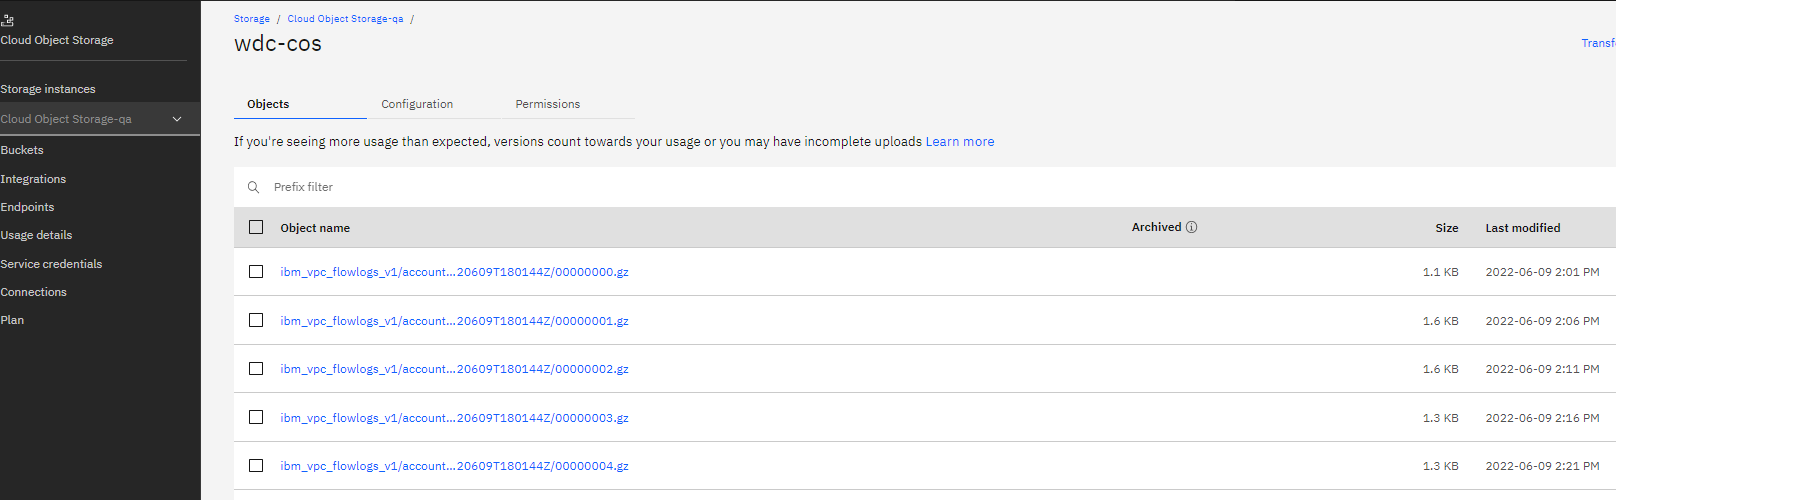 Cloud Object Storage
Storage instances
Cloud Object Storage-qa
Buckets
Integrations
Endpoints
Usage details
Service credentials
Connections
Plan
Storage / Cloud Object Storage-qa /
wdc-cos
Transfe
Objects Configuration Permissions
If you're seeing more usage than expected, versions count towards your usage or you may have incomplete uploads Learn more
Prefix filter
Object name Archived Size Last modified
ibm_vpc_flowlogs_v1/account...20609T180144Z/00000000.gz 1.1 KB 2022-06-09 2:01 PM
ibm_vpc_flowlogs_v1/account...20609T180144Z/00000001.gz 1.6 KB 2022-06-09 2:06 PM
ibm_vpc_flowlogs_v1/account...20609T180144Z/00000002.gz 1.6 KB 2022-06-09 2:11 PM
ibm_vpc_flowlogs_v1/account...20609T180144Z/00000003.gz 1.3 KB 2022-06-09 2:16 PM
ibm_vpc_flowlogs_v1/account...20609T180144Z/00000004.gz 1.3 KB 2022-06-09 2:21 PM